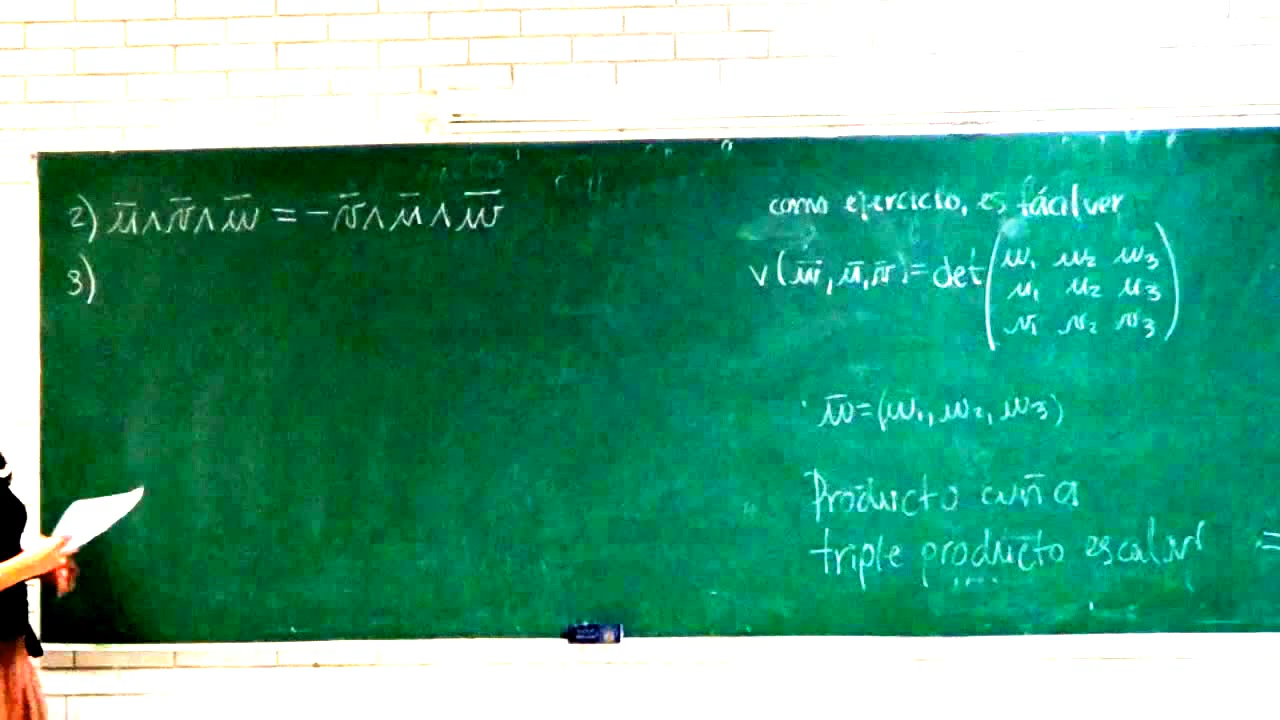 2) u̅∧v̅∧w̅ = -v̅∧u̅∧w̅
3)
como ejercicio, es fácil ver
v(w̅,u̅,v̅)=det(w₁ w₂ w₃
u₁ u₂ u₃
v₁ v₂ v₃)
w̅=(w₁,w₂,w₃)
Producto cuña
triple producto escalar =